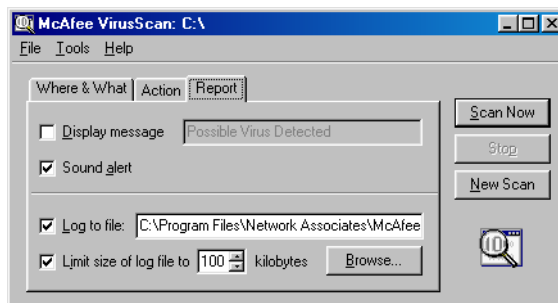 McAfee VirusScan: C:\
File Tools Help
Where & What Action Report
Display message Possible Virus Detected
Sound alert
Log to file: C:\Program Files\Network Associates\McAfee
Limit size of log file to 100 kilobytes Browse...
Scan Now
Stop
New Scan